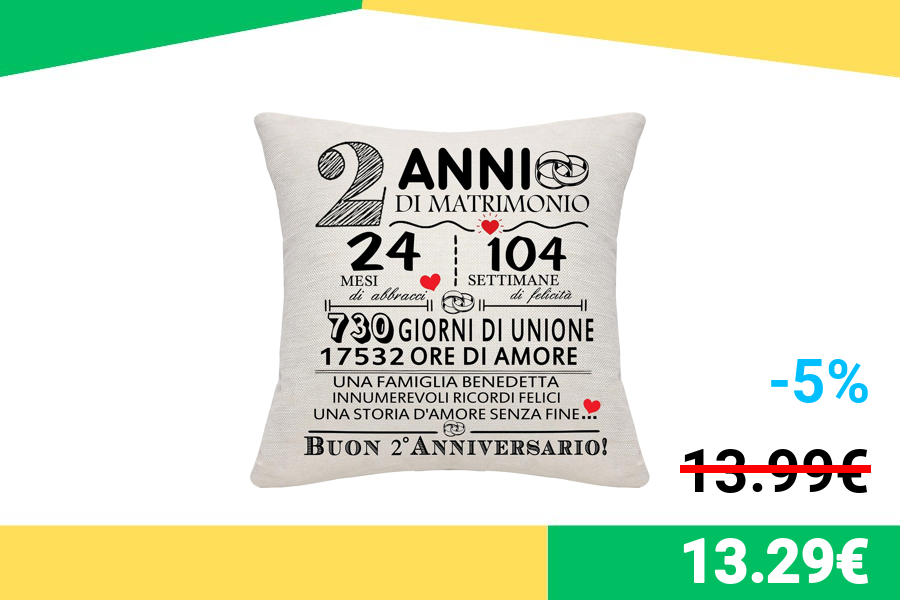 2 ANNI
DI MATRIMONIO
24 104
MESI SETTIMANE
di abbracci di felicità
730 GIORNI DI UNIONE
17532 ORE DI AMORE
UNA FAMIGLIA BENEDETTA
INNUMEREVOLI RICORDI FELICI
UNA STORIA D'AMORE SENZA FINE...
BUON 2°ANNIVERSARIO!
-5%
13.99€
13.29€